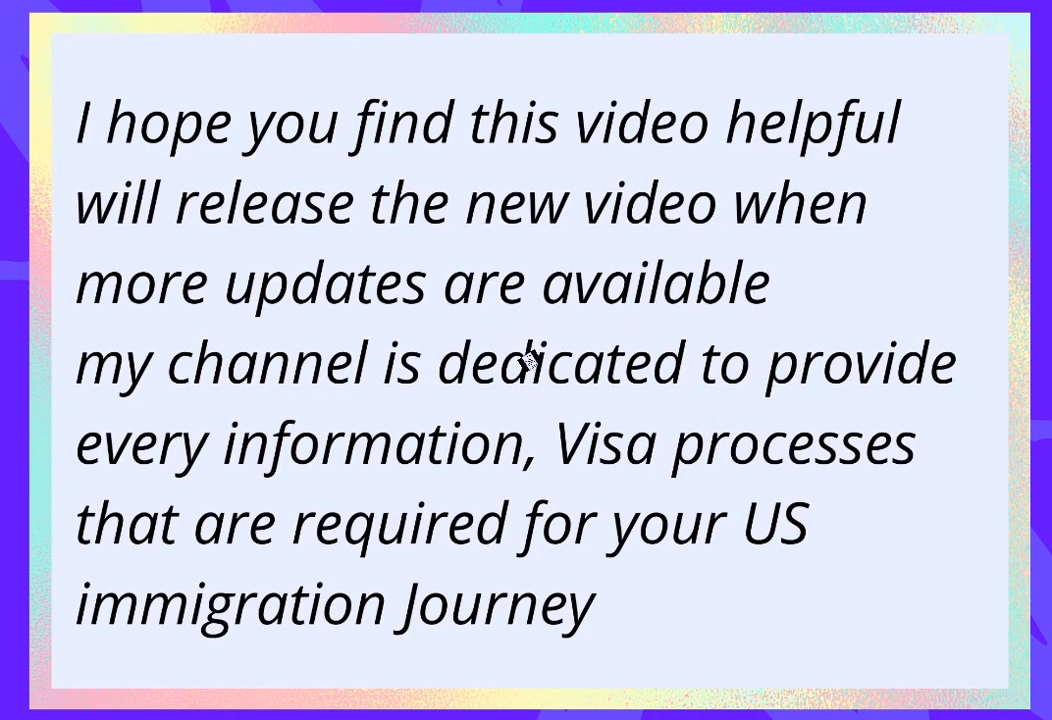 I hope you find this video helpful
will release the new video when
more updates are available
my channel is dedicated to provide
every information, Visa processes
that are required for your US
immigration Journey